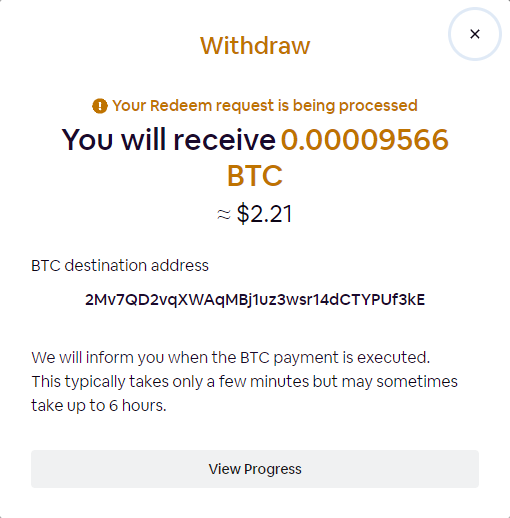 Withdraw
Your Redeem request is being processed
You will receive 0.00009566
BTC
≈ $2.21
BTC destination address
2Mv7QD2vqXWAqMBj1uz3wsr14dCTYPUf3kE
We will inform you when the BTC payment is executed.
This typically takes only a few minutes but may sometimes
take up to 6 hours.
View Progress